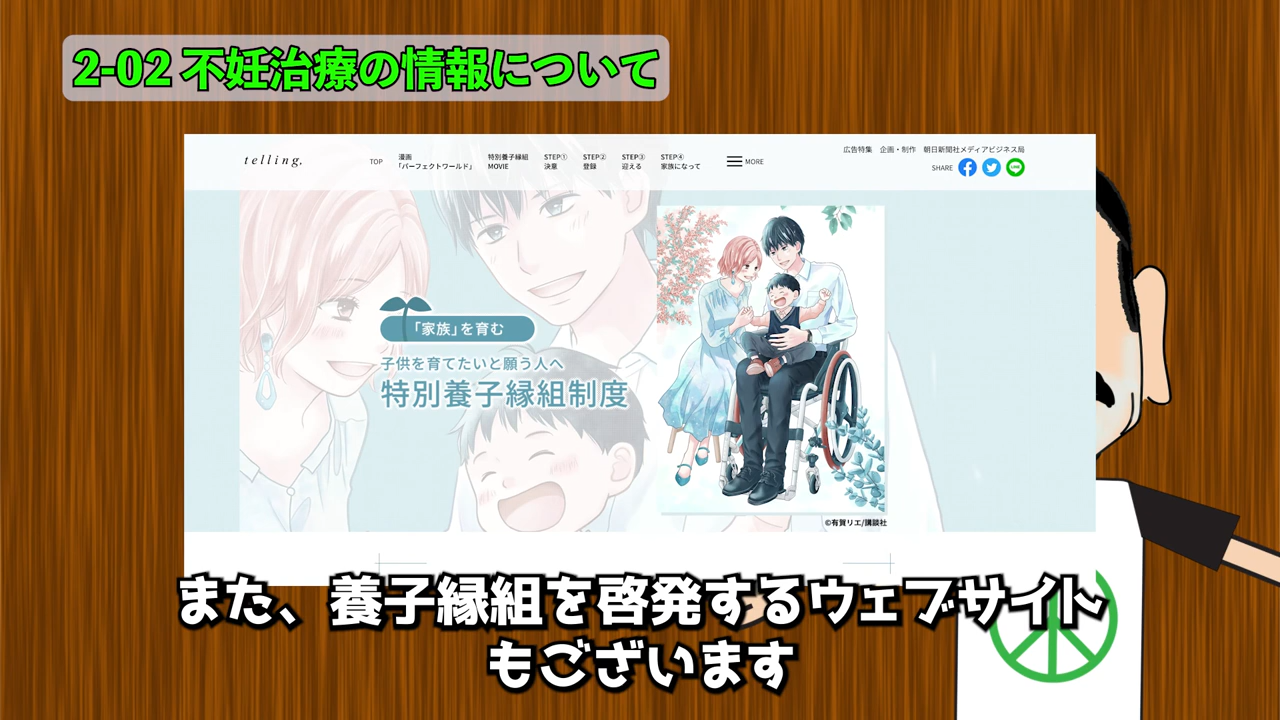 2-02 不妊治療の情報について
telling,
TOP
漫画
「パーフェクトワールド」
特別養子縁組
MOVIE
STEP①
決意
STEP②
登録
STEP③
迎える
STEP④
家族になって
MORE
広告特集 企画・制作 朝日新聞社メディアビジネス局
SHARE
LINE
「家族」を育む
子供を育てたいと願う人へ
特別養子縁組制度
©有賀リエ/講談社
また、養子縁組を啓発するウェブサイト
もございます